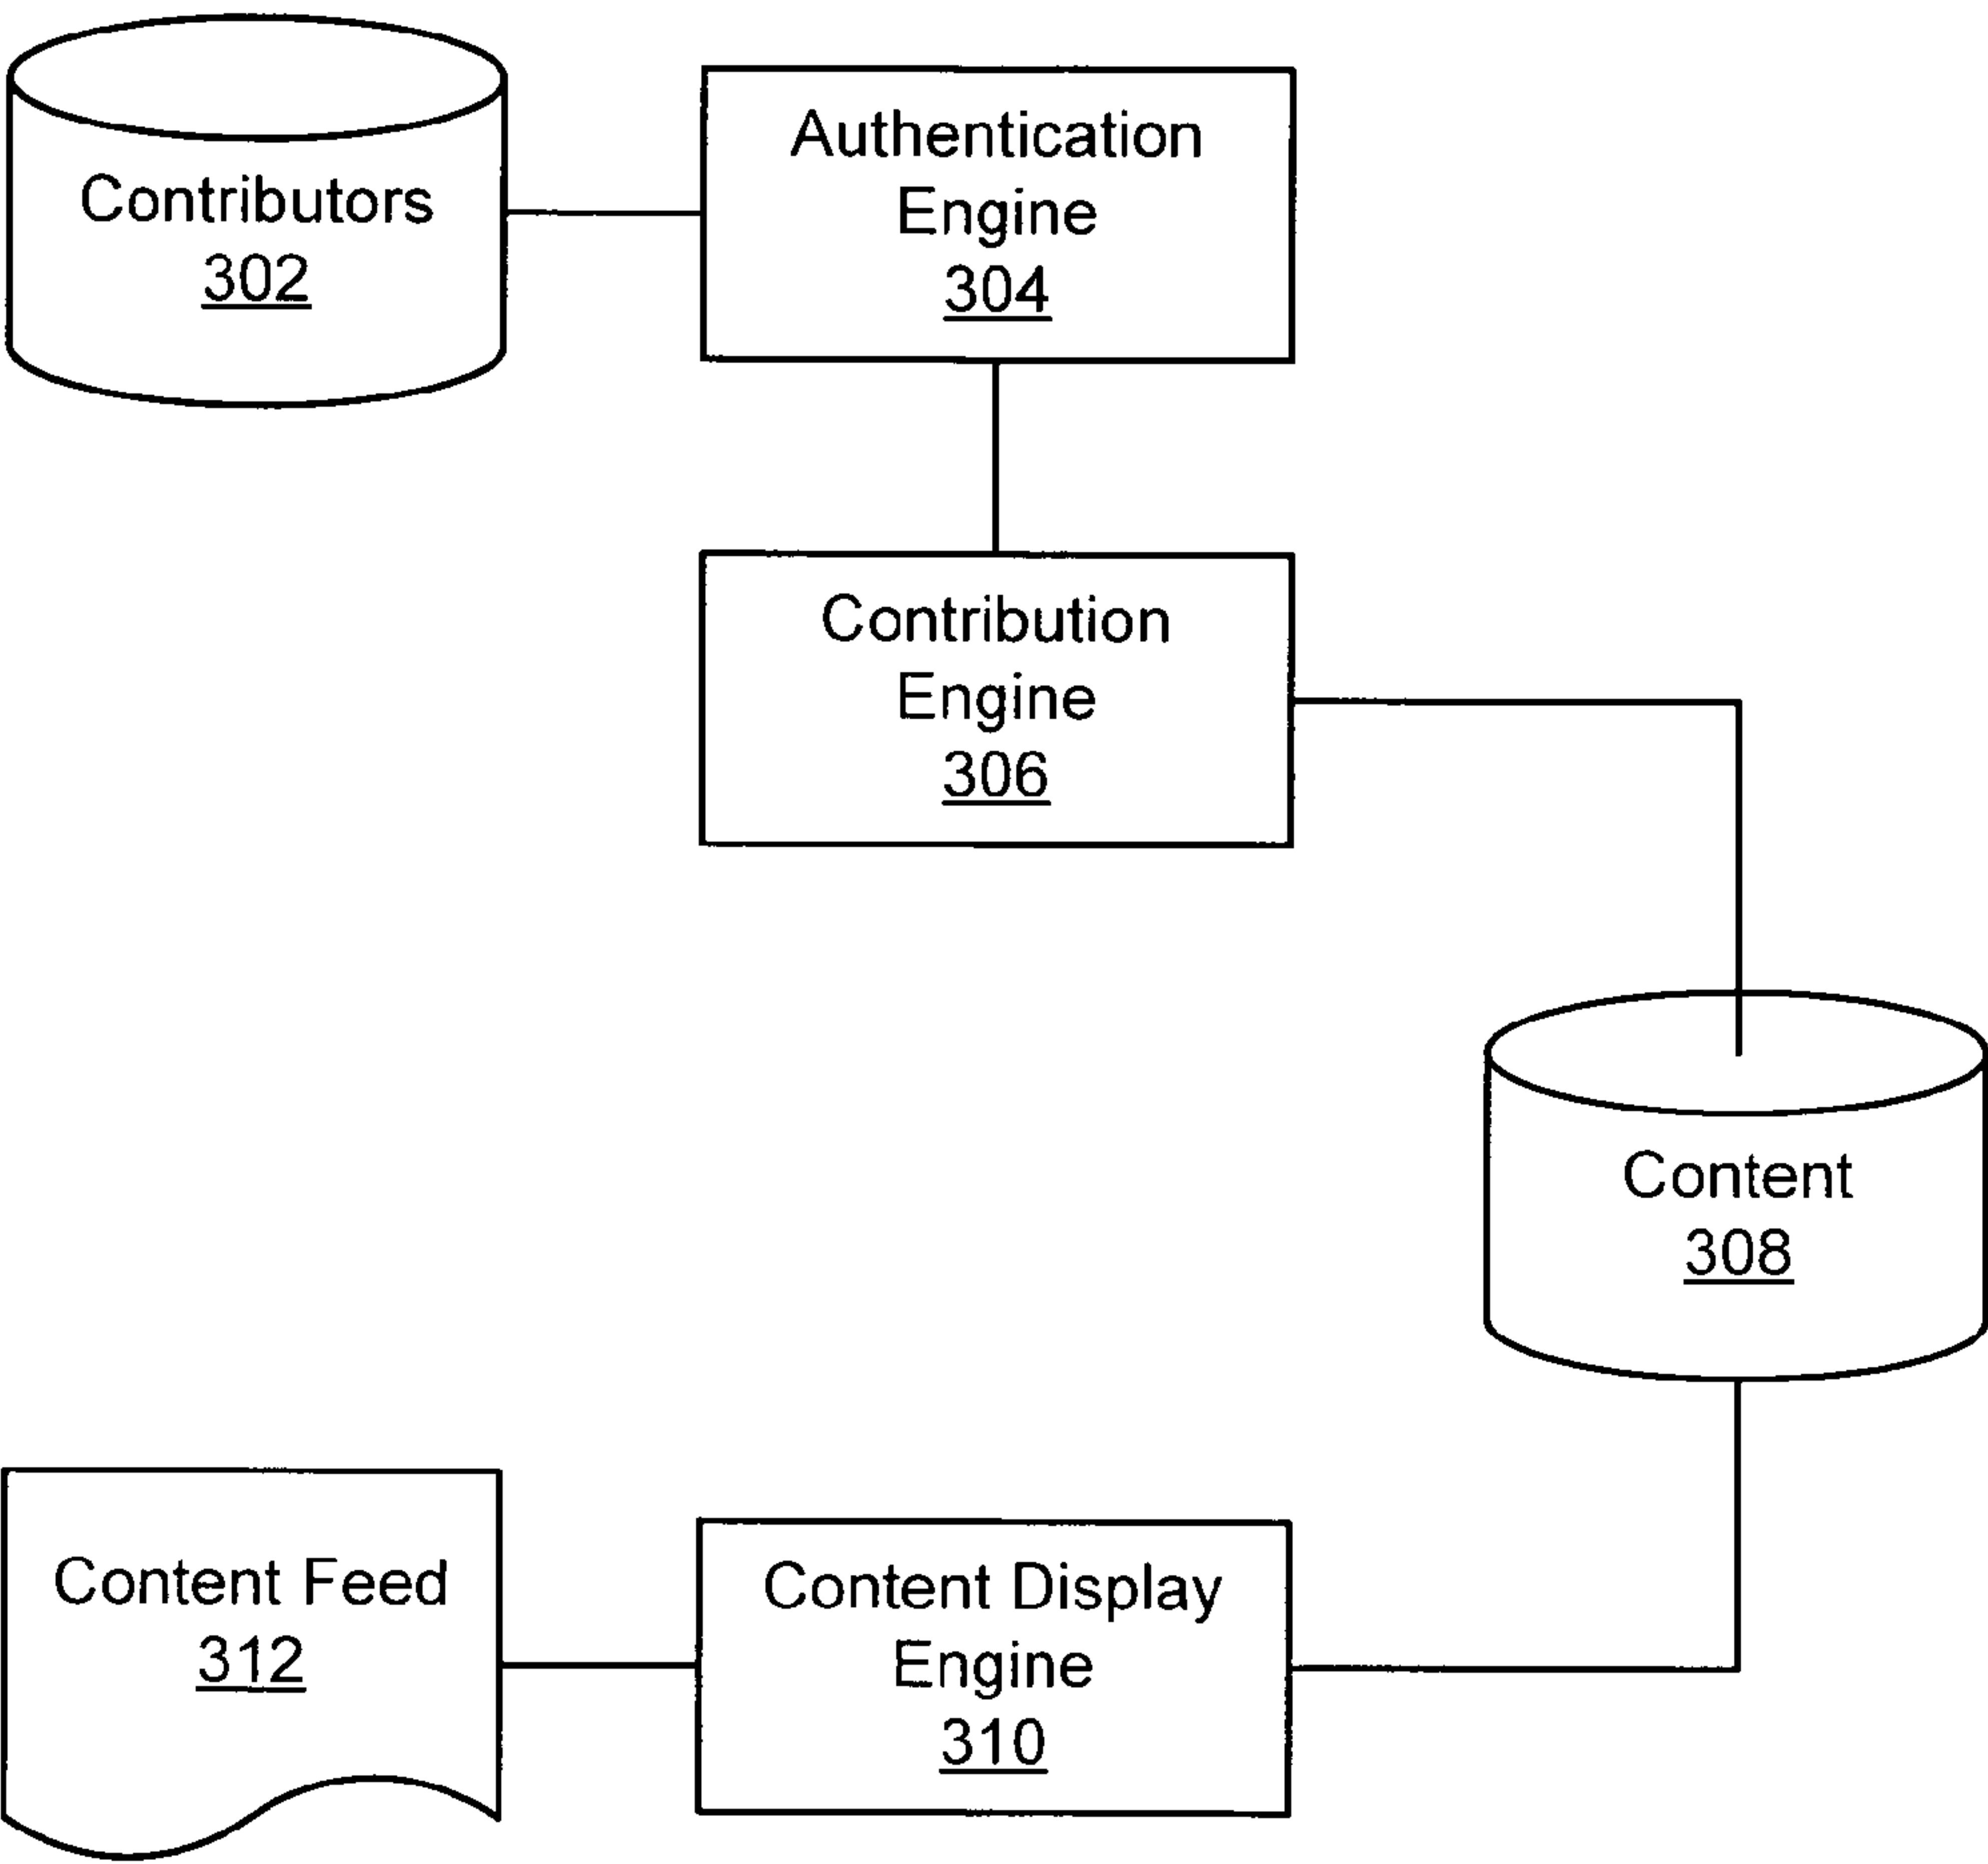 Contributors
302
Authentication
Engine
304
Contribution
Engine
306
Content
308
Content Feed
312
Content Display
Engine
310